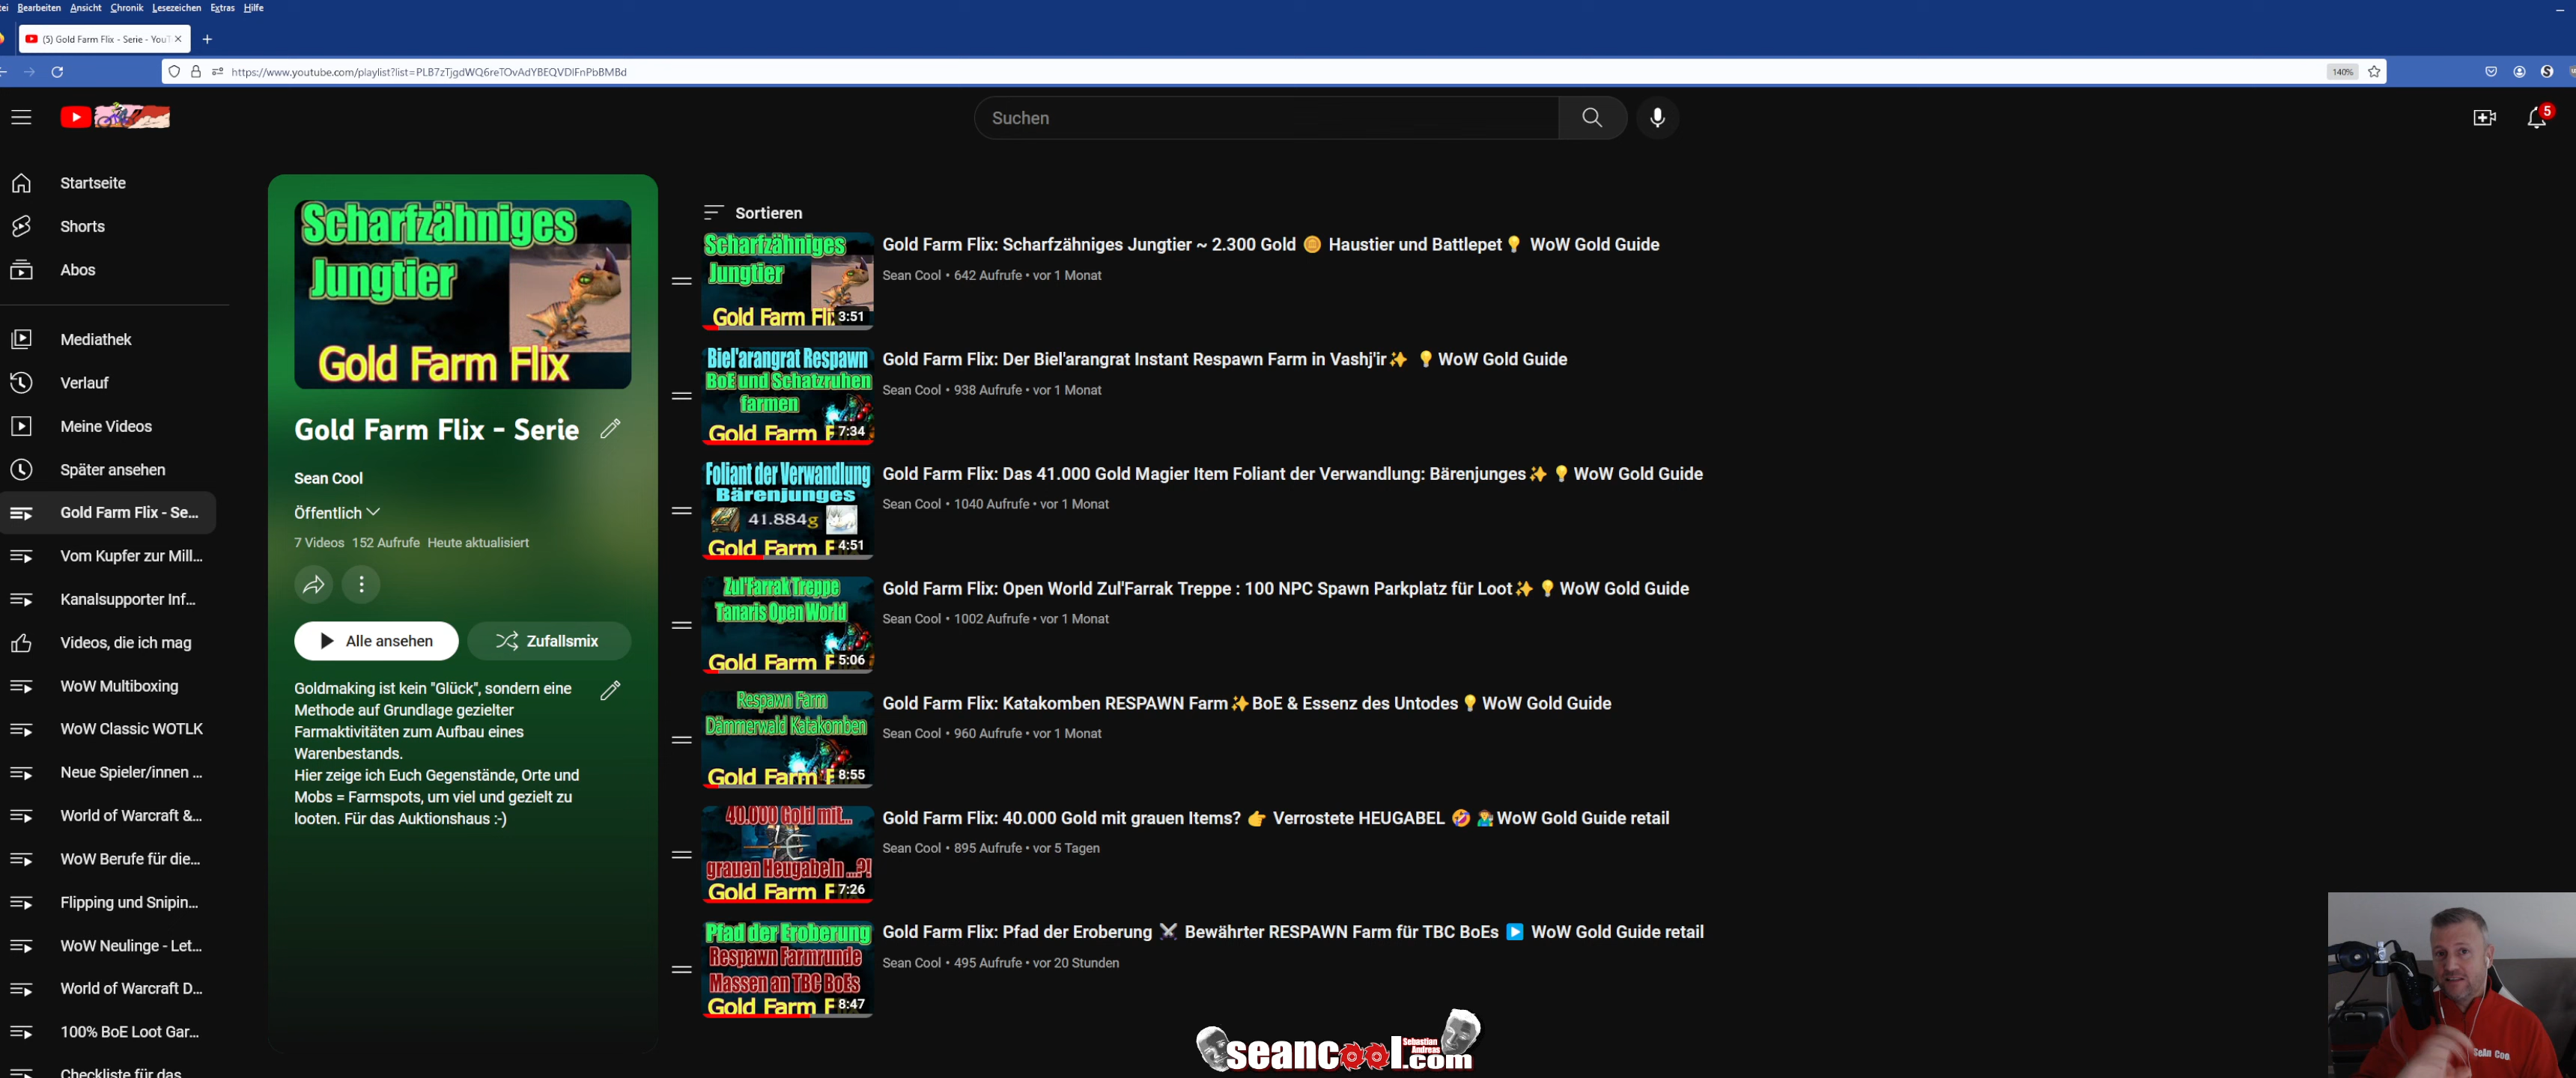 Bearbeiten Ansicht Chronik Lesezeichen Extras Hilfe
(5) Gold Farm Flix - Serie - YouT
https://www.youtube.com/playlist?list=PLB7zTjgdWQ6reTOvAdYBEQVDIFnPbBMBd
140%
Suchen
5
Startseite
Shorts
Abos
Mediathek
Verlauf
Meine Videos
Später ansehen
Gold Farm Flix - Se...
Vom Kupfer zur Mill...
Kanalsupporter Inf...
Videos, die ich mag
WoW Multiboxing
WoW Classic WOTLK
Neue Spieler/innen ...
World of Warcraft &...
WoW Berufe für die...
Flipping und Snipin...
WoW Neulinge - Let...
World of Warcraft D...
100% BoE Loot Gar...
Checkliste für das
Scharfzähniges
Jungtier
Gold Farm Flix
Gold Farm Flix - Serie
Sean Cool
Öffentlich
7 Videos 152 Aufrufe Heute aktualisiert
Alle ansehen
Zufallsmix
Goldmaking ist kein "Glück", sondern eine
Methode auf Grundlage gezielter
Farmaktivitäten zum Aufbau eines
Warenbestands.
Hier zeige ich Euch Gegenstände, Orte und
Mobs = Farmspots, um viel und gezielt zu
looten. Für das Auktionshaus :-)
Sortieren
Scharfzähniges
Jungtier
Gold Farm Fli
3:51
Gold Farm Flix: Scharfzähniges Jungtier ~ 2.300 Gold 🪙 Haustier und Battlepet💡 WoW Gold Guide
Sean Cool • 642 Aufrufe • vor 1 Monat
Biel'arangrat Respawn
BoE und Schatzruhen
farmen
Gold Farm F
7:34
Gold Farm Flix: Der Biel'arangrat Instant Respawn Farm in Vashj'ir✨ 💡WoW Gold Guide
Sean Cool • 938 Aufrufe • vor 1 Monat
Foliant der Verwandlung
Bärenjunges
41.884g
Gold Farm F
4:51
Gold Farm Flix: Das 41.000 Gold Magier Item Foliant der Verwandlung: Bärenjunges✨ 💡WoW Gold Guide
Sean Cool • 1040 Aufrufe • vor 1 Monat
Zul'Farrak Treppe
Tanaris Open World
Gold Farm F
5:06
Gold Farm Flix: Open World Zul'Farrak Treppe : 100 NPC Spawn Parkplatz für Loot✨ 💡WoW Gold Guide
Sean Cool • 1002 Aufrufe • vor 1 Monat
Respawn Farm
Dämmerwald Katakomben
Gold Farm F
8:55
Gold Farm Flix: Katakomben RESPAWN Farm✨BoE & Essenz des Untodes💡WoW Gold Guide
Sean Cool • 960 Aufrufe • vor 1 Monat
40.000 Gold mit...
grauen Heugabeln ...?!
Gold Farm F
7:26
Gold Farm Flix: 40.000 Gold mit grauen Items? 👉 Verrostete HEUGABEL 🤣 👨‍🌾WoW Gold Guide retail
Sean Cool • 895 Aufrufe • vor 5 Tagen
Pfad der Eroberung
Respawn Farmrunde
Massen an TBC BoEs
Gold Farm F
8:47
Gold Farm Flix: Pfad der Eroberung ⚔️ Bewährter RESPAWN Farm für TBC BoEs ▶️ WoW Gold Guide retail
Sean Cool • 495 Aufrufe • vor 20 Stunden
seancool.com
Sebastian
Andreas
Seán Cool